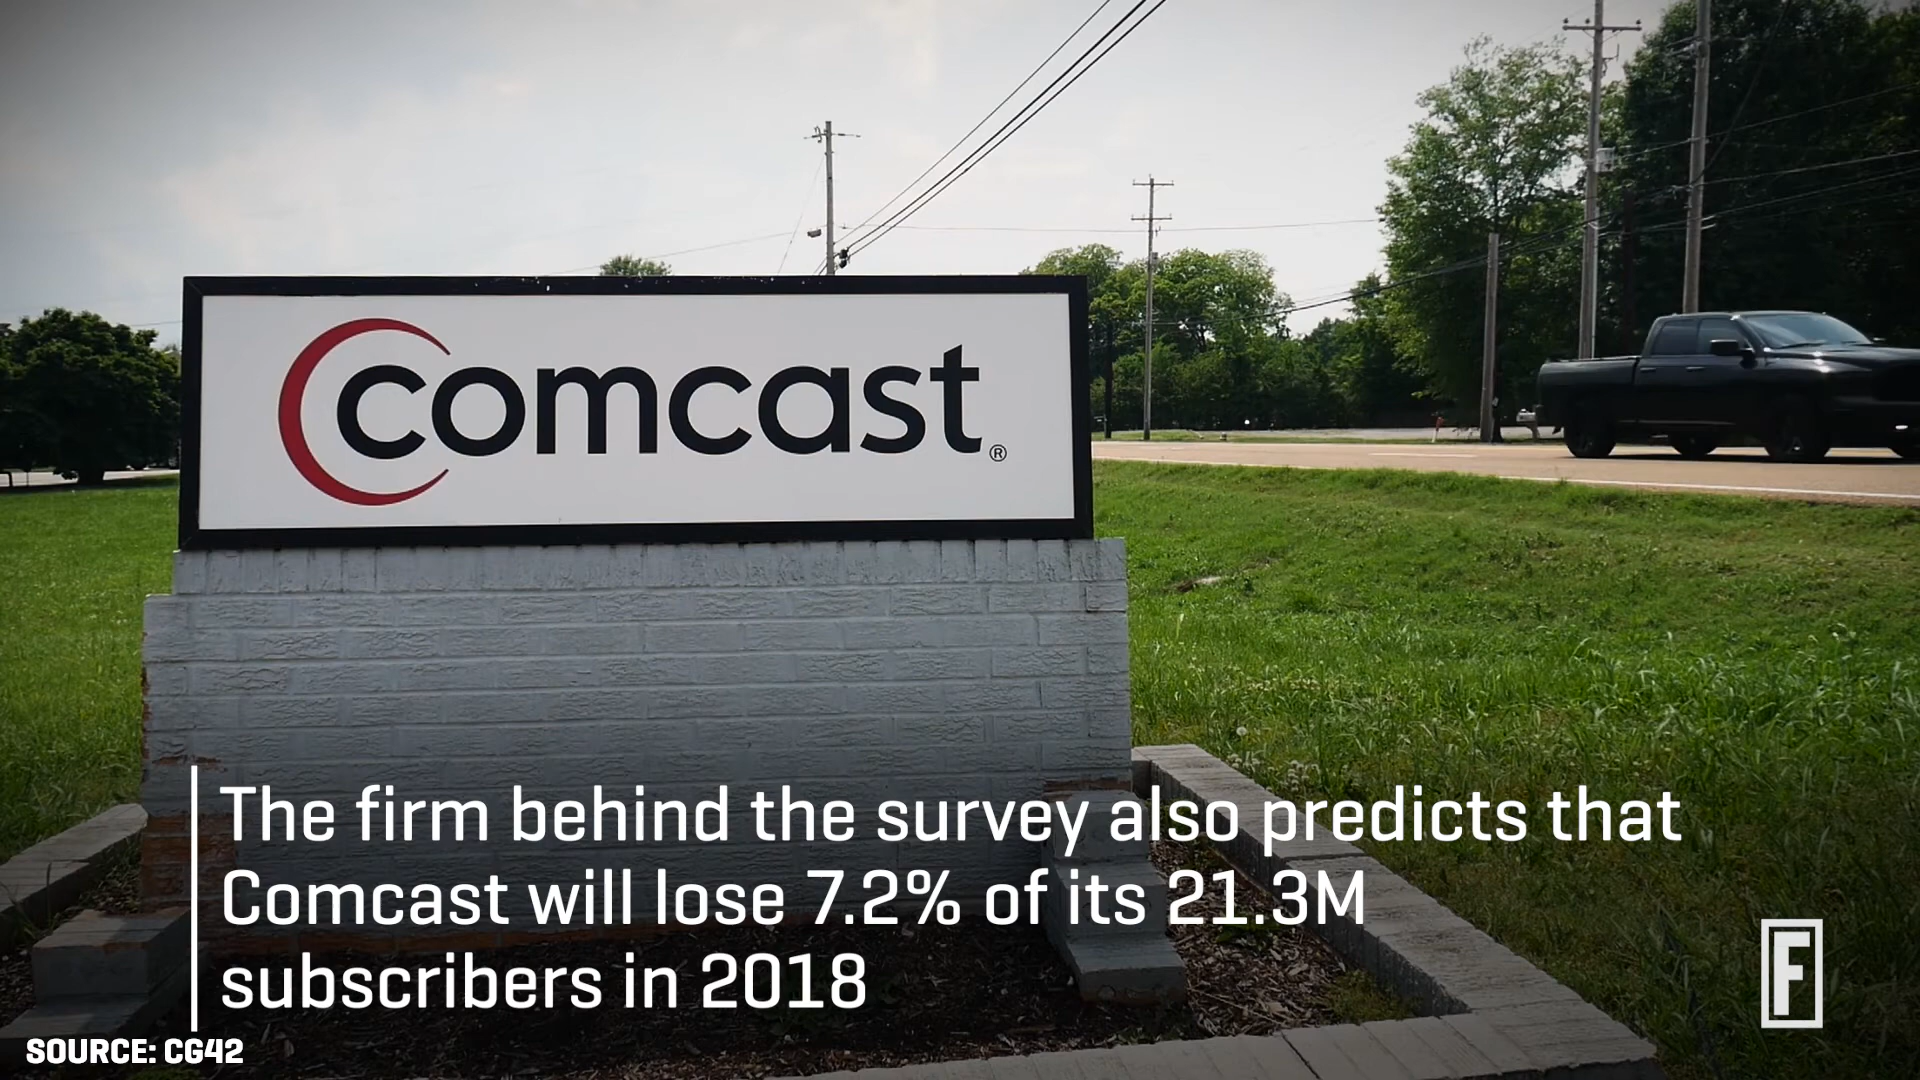 comcast®
The firm behind the survey also predicts that
Comcast will lose 7.2% of its 21.3M
subscribers in 2018
F
SOURCE: CG42